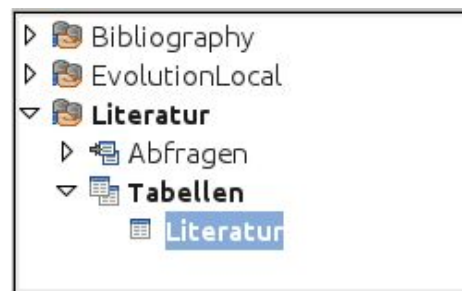 Bibliography
EvolutionLocal
Literatur
Abfragen
Tabellen
Literatur